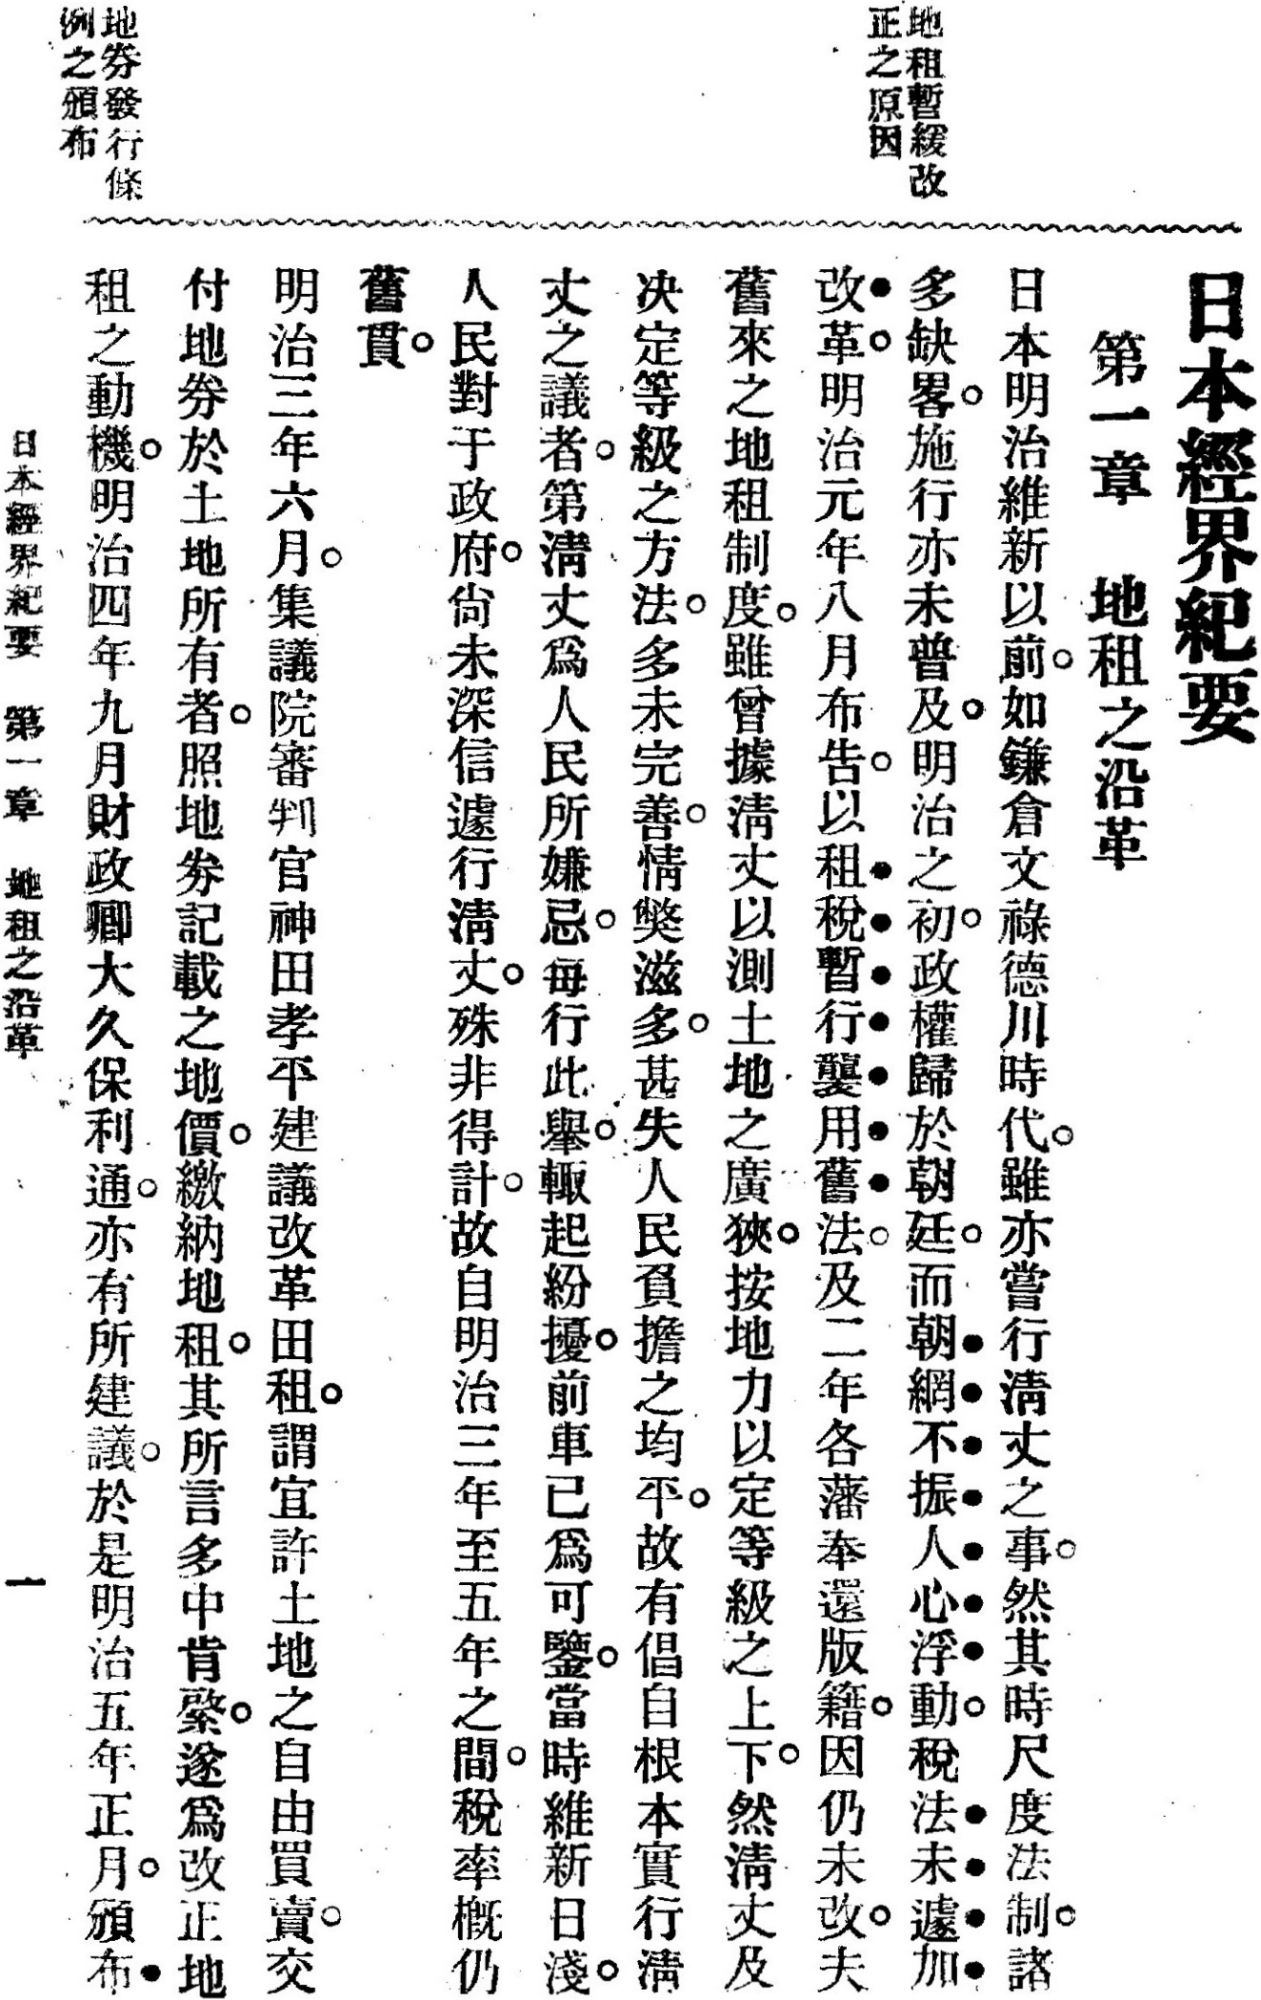 日本經界紀要
第一章　地租之沿革
地租暫緩改
正之原因
日本明治維新以前。如鎌倉文祿德川時代。雖亦嘗行淸丈之事。然其時尺度法制。諸
多缺畧。施行亦未普及。明治之初。政權歸於朝廷。而朝網不振人心浮動。稅法未遽加
改革。明治元年八月布告。以租稅暫行襲用舊法。及二年各藩奉還版籍。因仍未改。夫
舊來之地租制度。雖曾據淸丈以測土地之廣狹。按地力以定等級之上下。然淸丈及
决定等級之方法。多未完善。情獘滋多。甚失人民負擔之均平。故有倡自根本實行淸
丈之議者。第淸丈爲人民所嫌忌。每行此舉。輙起紛擾。前車已爲可鑒。當時維新日淺。
人民對于政府。尙未深信遽行淸丈。殊非得計。故自明治三年至五年之間。稅率槪仍
舊貫。
地券發行條
例之頒布
明治三年六月。集議院審判官神田孝平建議改革田租。謂宜許土地之自由買賣。交
付地券於土地所有者。照地券記載之地價。繳納地租。其所言多中肯綮。遂爲改正地
租之動機。明治四年九月財政卿大久保利通。亦有所建議。於是明治五年正月。頒布
日本經界紀要　第一章　地租之沿革
一